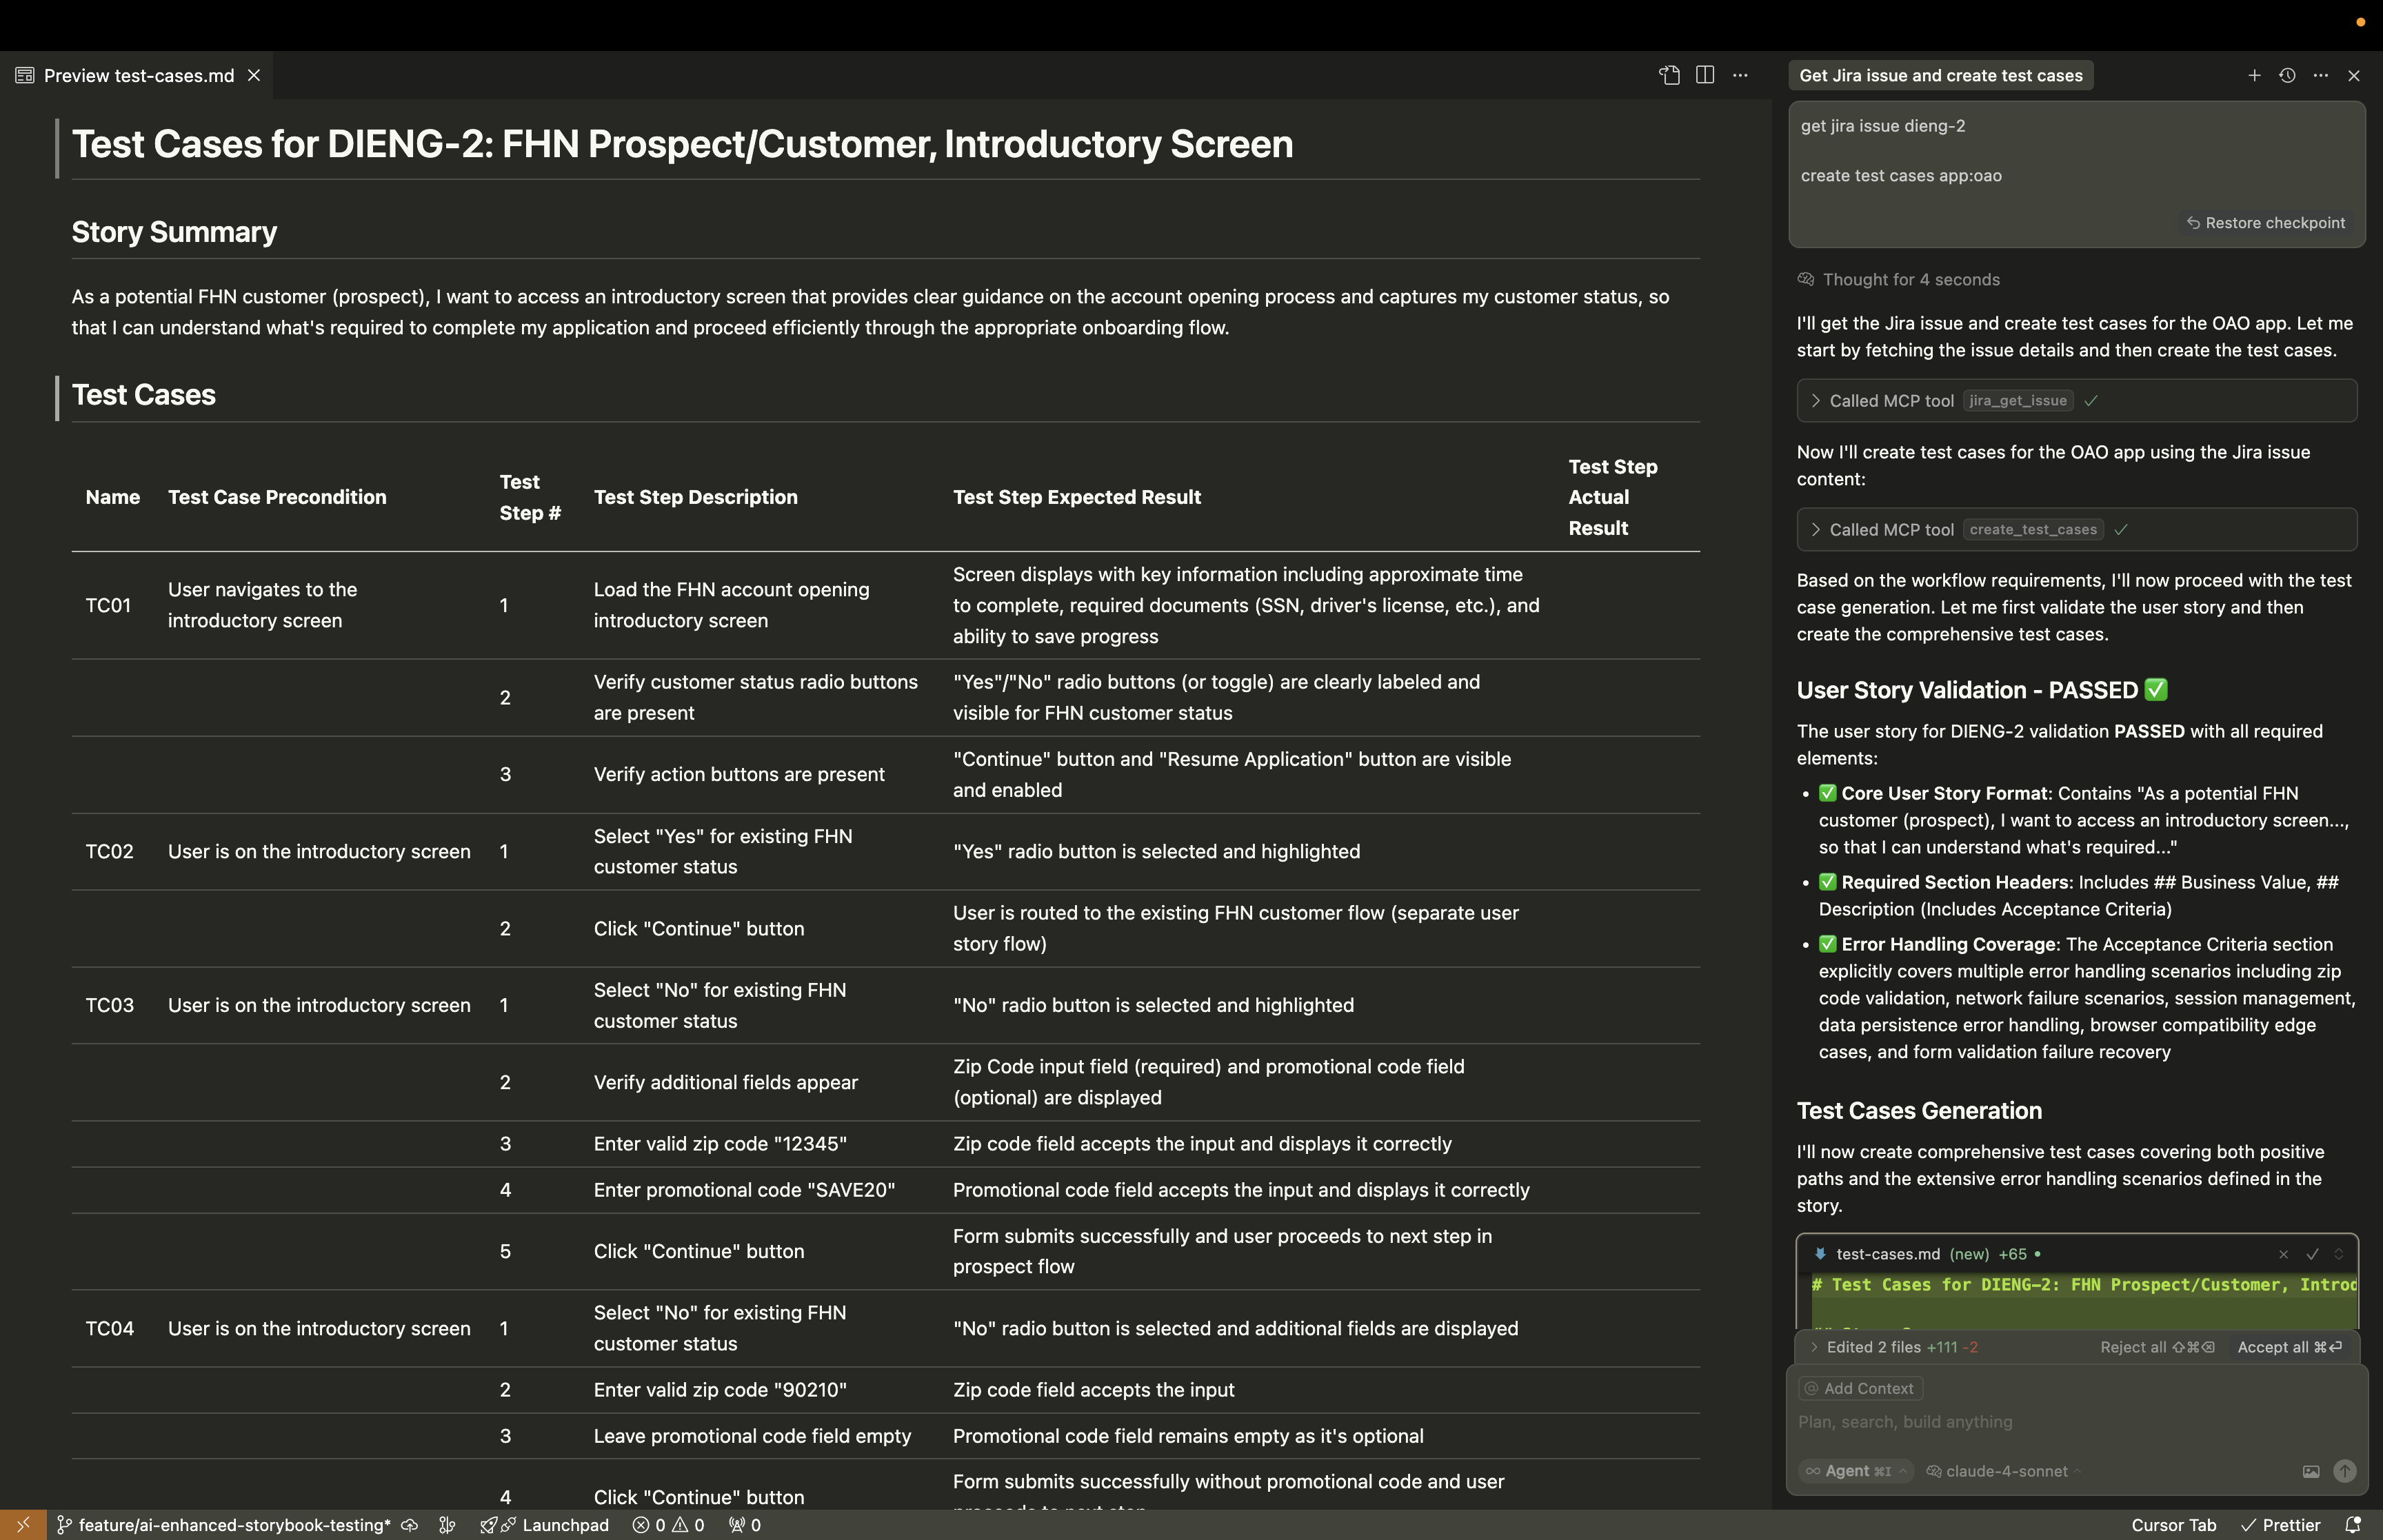 Preview test-cases.md
Test Cases for DIENG-2: FHN Prospect/Customer, Introductory Screen
Story Summary
As a potential FHN customer (prospect), I want to access an introductory screen that provides clear guidance on the account opening process and captures my customer status, so
that I can understand what's required to complete my application and proceed efficiently through the appropriate onboarding flow.
Test Cases
Name Test Case Precondition Test Step # Test Step Description Test Step Expected Result Test Step Actual Result
TC01 User navigates to the introductory screen 1 Load the FHN account opening introductory screen Screen displays with key information including approximate time to complete, required documents (SSN, driver's license, etc.), and ability to save progress
2 Verify customer status radio buttons are present "Yes"/"No" radio buttons (or toggle) are clearly labeled and visible for FHN customer status
3 Verify action buttons are present "Continue" button and "Resume Application" button are visible and enabled
TC02 User is on the introductory screen 1 Select "Yes" for existing FHN customer status "Yes" radio button is selected and highlighted
2 Click "Continue" button User is routed to the existing FHN customer flow (separate user story flow)
TC03 User is on the introductory screen 1 Select "No" for existing FHN customer status "No" radio button is selected and highlighted
2 Verify additional fields appear Zip Code input field (required) and promotional code field (optional) are displayed
3 Enter valid zip code "12345" Zip code field accepts the input and displays it correctly
4 Enter promotional code "SAVE20" Promotional code field accepts the input and displays it correctly
5 Click "Continue" button Form submits successfully and user proceeds to next step in prospect flow
TC04 User is on the introductory screen 1 Select "No" for existing FHN customer status "No" radio button is selected and additional fields are displayed
2 Enter valid zip code "90210" Zip code field accepts the input
3 Leave promotional code field empty Promotional code field remains empty as it's optional
4 Click "Continue" button Form submits successfully without promotional code and user
Get Jira issue and create test cases
get jira issue dieng-2
create test cases app:oao
Restore checkpoint
Thought for 4 seconds
I'll get the Jira issue and create test cases for the OAO app. Let me
start by fetching the issue details and then create the test cases.
Called MCP tool jira_get_issue
Now I'll create test cases for the OAO app using the Jira issue
content:
Called MCP tool create_test_cases
Based on the workflow requirements, I'll now proceed with the test
case generation. Let me first validate the user story and then
create the comprehensive test cases.
User Story Validation - PASSED ✅
The user story for DIENG-2 validation PASSED with all required
elements:
• ✅ Core User Story Format: Contains "As a potential FHN
customer (prospect), I want to access an introductory screen...,
so that I can understand what's required..."
• ✅ Required Section Headers: Includes ## Business Value, ##
Description (Includes Acceptance Criteria)
• ✅ Error Handling Coverage: The Acceptance Criteria section
explicitly covers multiple error handling scenarios including zip
code validation, network failure scenarios, session management,
data persistence error handling, browser compatibility edge
cases, and form validation failure recovery
Test Cases Generation
I'll now create comprehensive test cases covering both positive
paths and the extensive error handling scenarios defined in the
story.
test-cases.md (new) +65 •
# Test Cases for DIENG-2: FHN Prospect/Customer, Introd
Edited 2 files +111 -2 Reject all ⇧⌘⌫ Accept all ⌘⏎
@ Add Context
Plan, search, build anything
∞ Agent ⌘I claude-4-sonnet
feature/ai-enhanced-storybook-testing* Launchpad 0 0 0 Cursor Tab Prettier